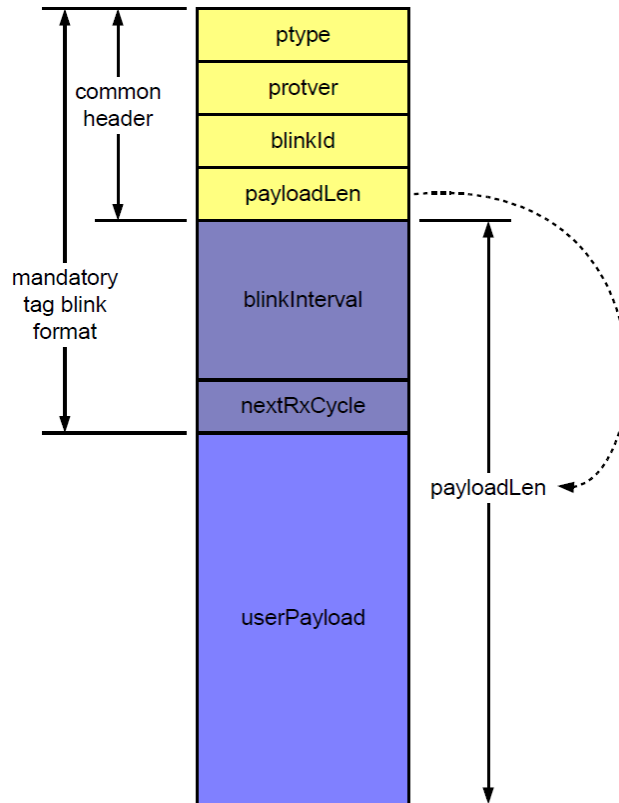 ptype
common
header
protver
blinkId
payloadLen
mandatory
tag blink
format
blinkInterval
nextRxCycle
payloadLen
userPayload